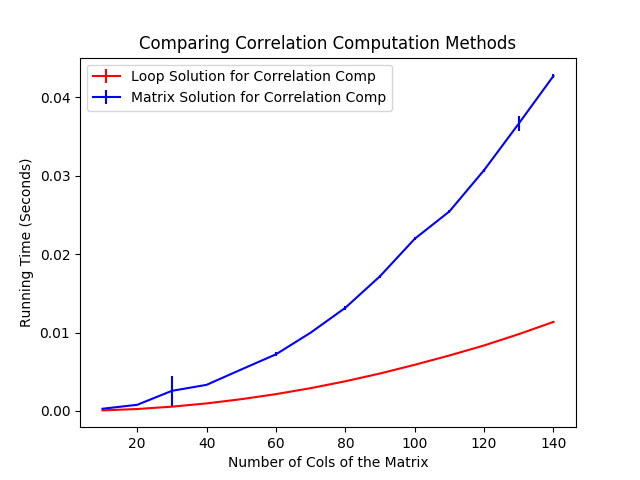 Comparing Correlation Computation Methods
Loop Solution for Correlation Comp
Matrix Solution for Correlation Comp
0.04
0.03
0.02
0.01
0.00
Running Time (Seconds)
20 40 60 80 100 120 140
Number of Cols of the Matrix